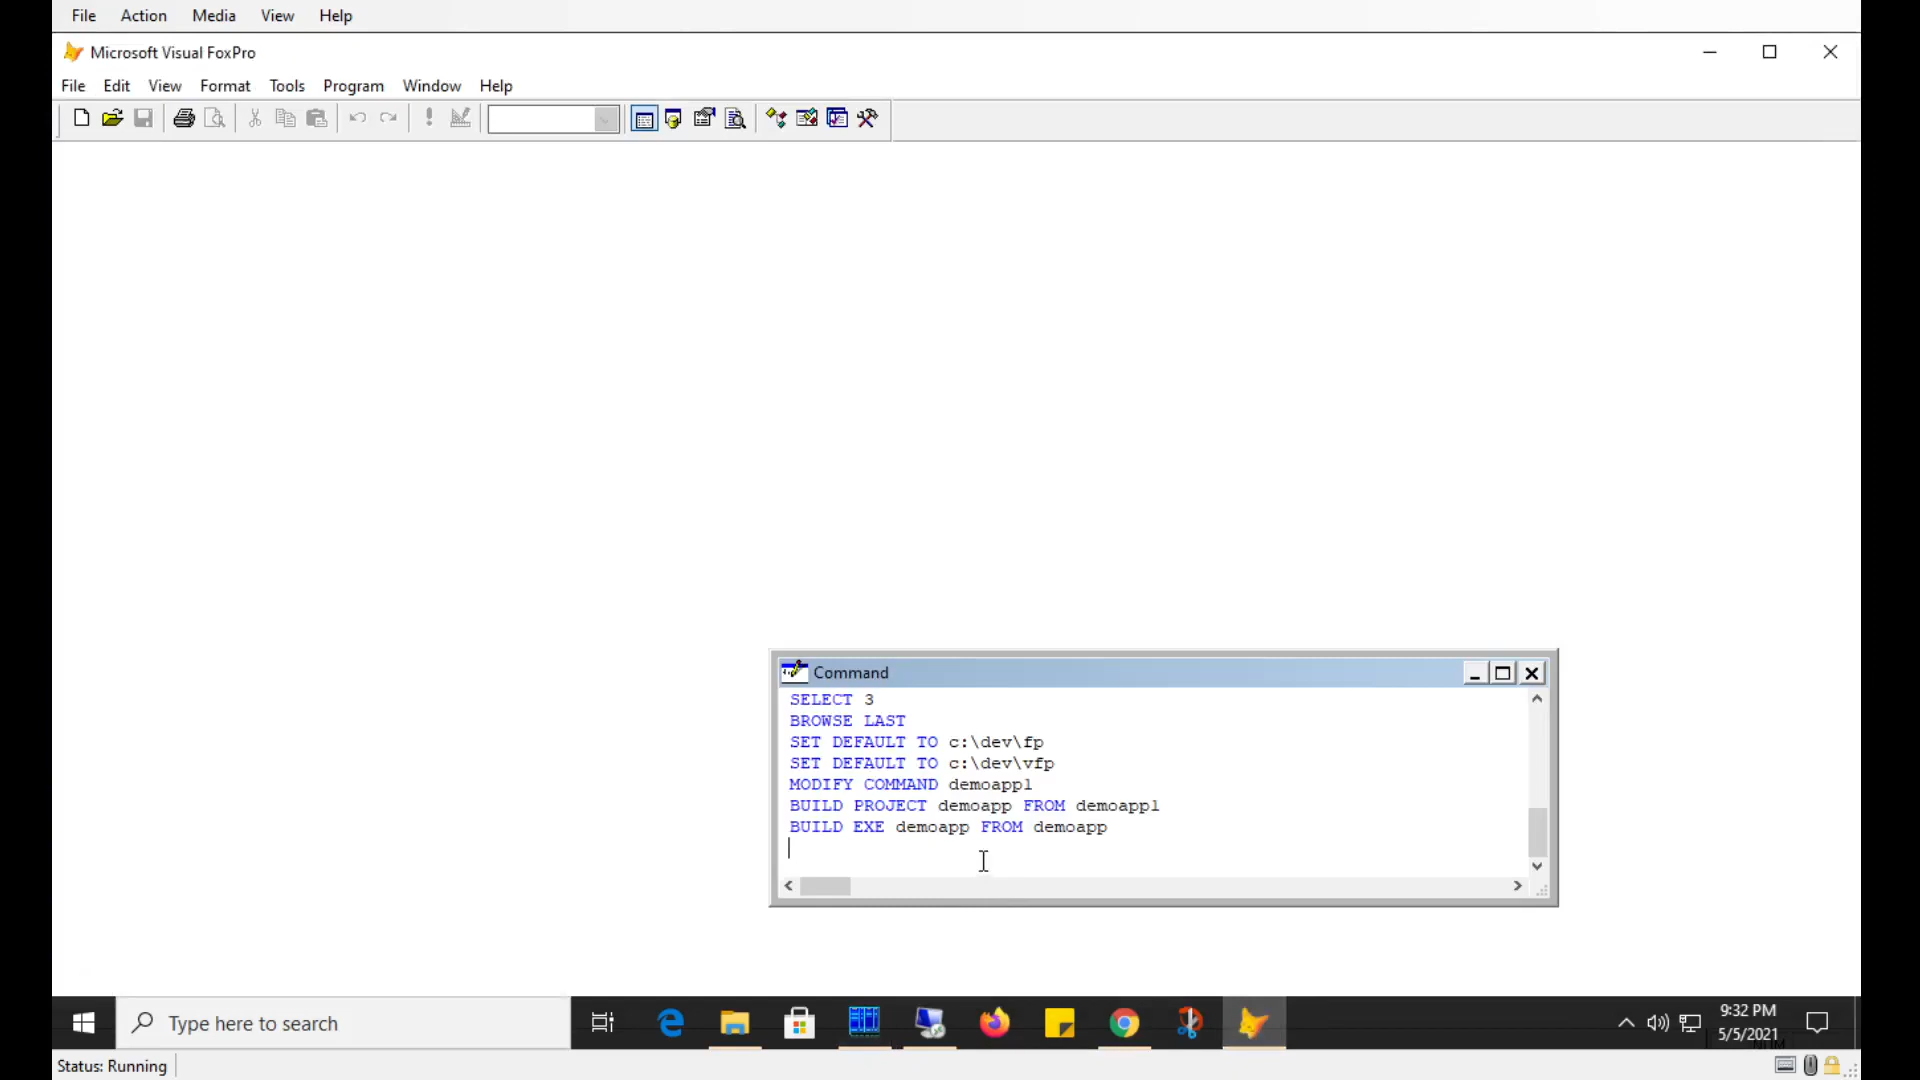 File Action Media View Help
Microsoft Visual FoxPro
File Edit View Format Tools Program Window Help
Command
SELECT 3
BROWSE LAST
SET DEFAULT TO c:\dev\fp
SET DEFAULT TO c:\dev\vfp
MODIFY COMMAND demoapp1
BUILD PROJECT demoapp FROM demoapp1
BUILD EXE demoapp FROM demoapp
Type here to search
9:32 PM
5/5/2021
Status: Running